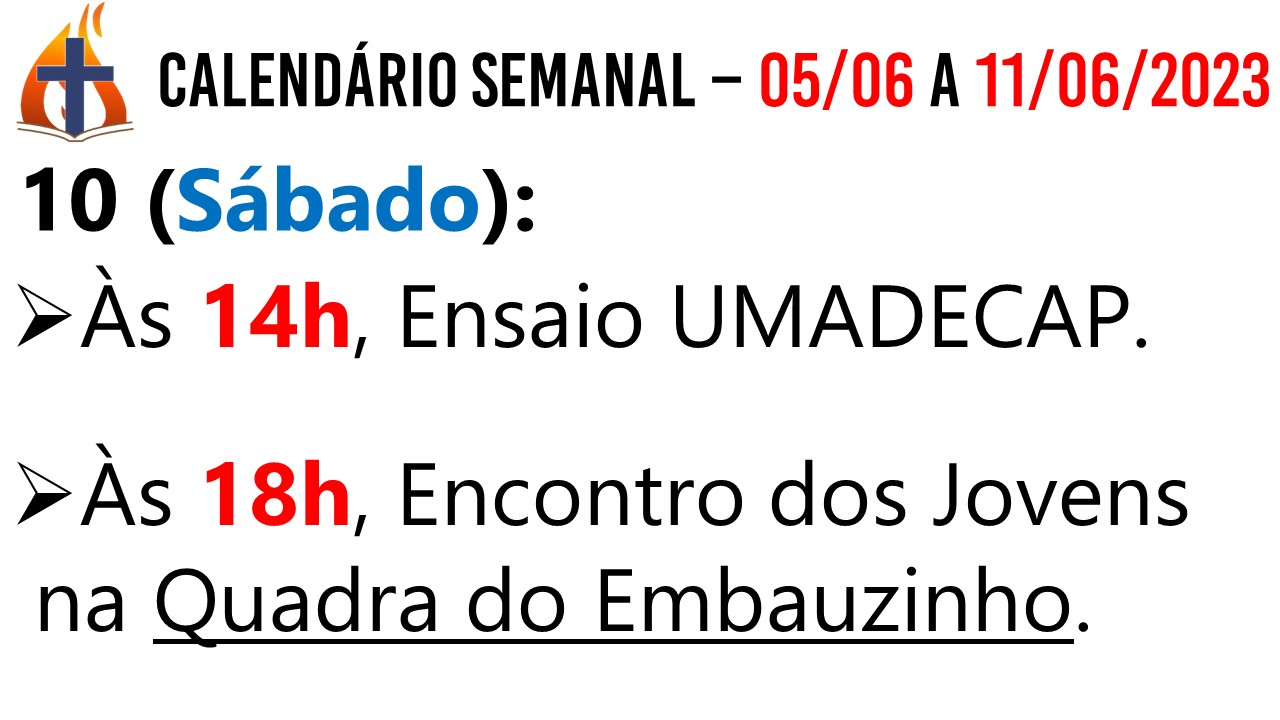 CALENDÁRIO SEMANAL – 05/06 A 11/06/2023
10 (Sábado):
➢Às 14h, Ensaio UMADECAP.
➢Às 18h, Encontro dos Jovens
na Quadra do Embauzinho.